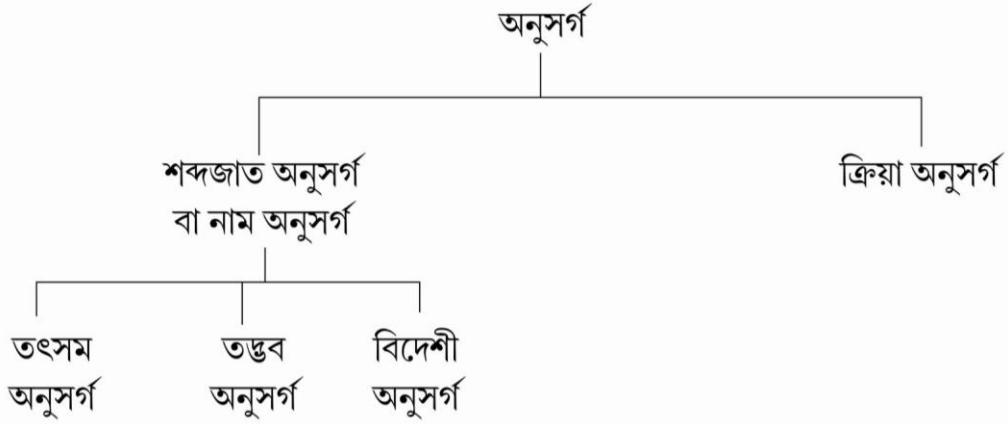 অনুসর্গ
শব্দজাত অনুসর্গ
বা নাম অনুসর্গ
ক্রিয়া অনুসর্গ
তৎসম
অনুসর্গ
তদ্ভব
অনুসর্গ
বিদেশী
অনুসর্গ